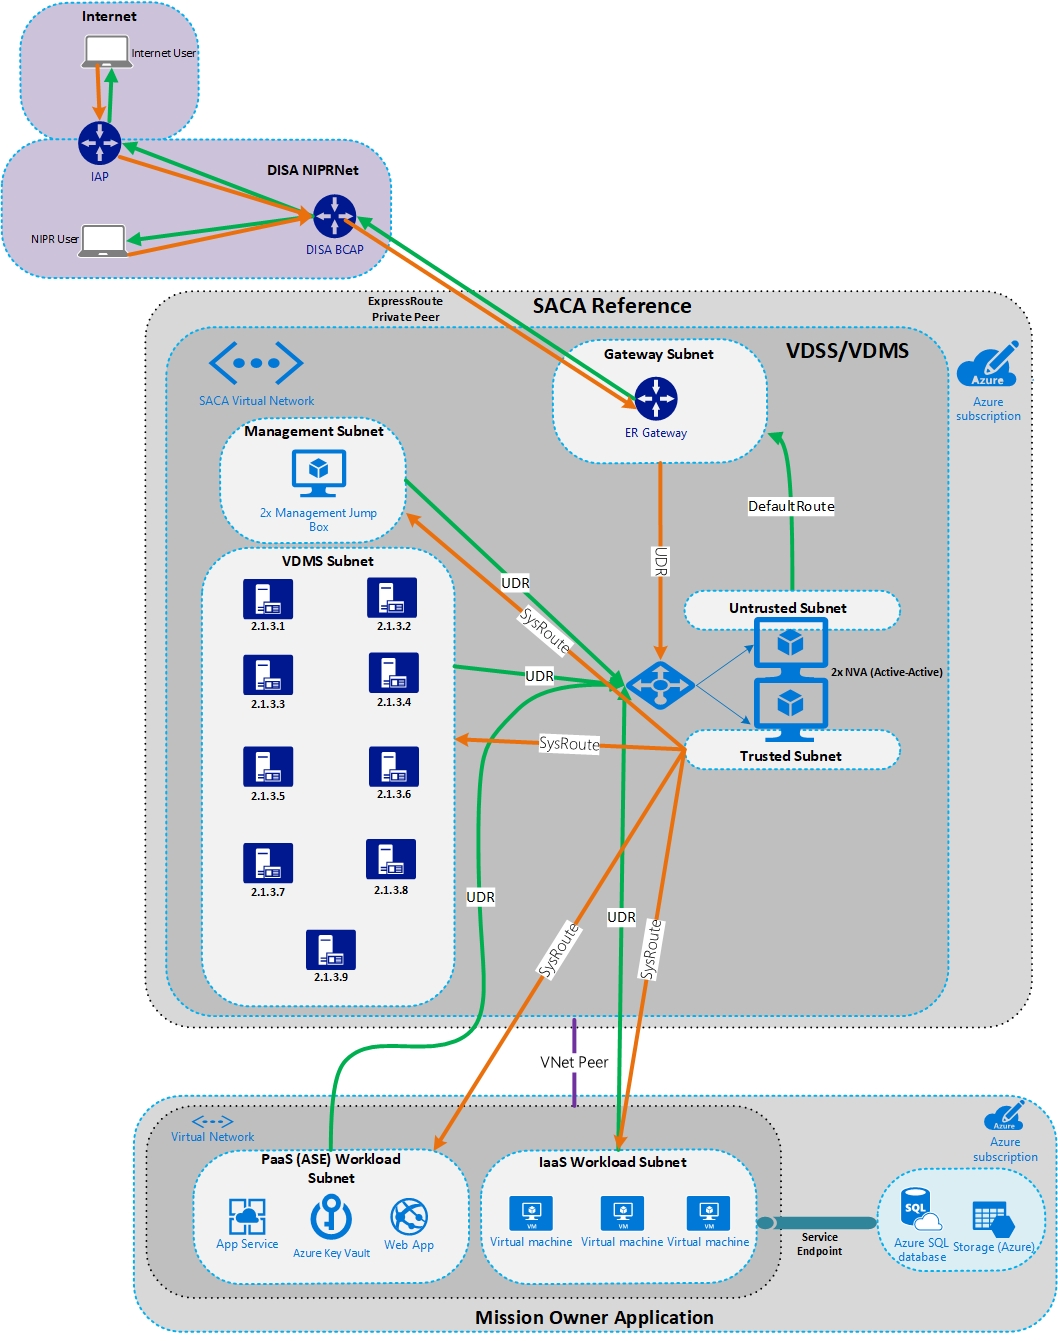 Internet
Internet User
IAP
DISA NIPRNet
NIPR User
DISA BCAP
ExpressRoute
Private Peer
SACA Reference
Gateway Subnet
VDSS/VDMS
ER Gateway
SACA Virtual Network
Azure
Azure
subscription
Management Subnet
2x Management Jump
Box
DefaultRoute
UDR
VDMS Subnet
UDR
SysRoute
Untrusted Subnet
2.1.3.1
2.1.3.2
2x NVA (Active-Active)
UDR
2.1.3.3
2.1.3.4
SysRoute
Trusted Subnet
2.1.3.5
2.1.3.6
2.1.3.7
2.1.3.8
UDR
UDR
SysRoute
SysRoute
2.1.3.9
VNet Peer
Virtual Network
Azure
Azure
subscription
PaaS (ASE) Workload
Subnet
IaaS Workload Subnet
App Service
Azure Key Vault
Web App
VM
VM
VM
Virtual machine
Virtual machine
Virtual machine
Service
Endpoint
SQL
Azure SQL
database
Storage (Azure)
Mission Owner Application